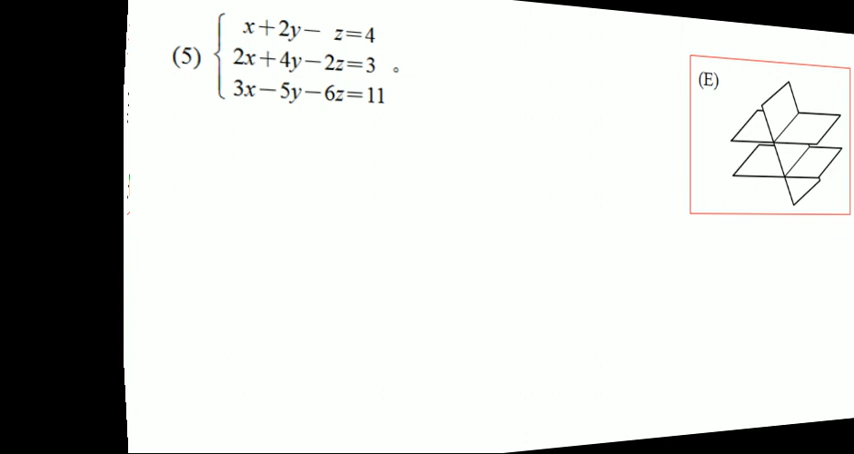 x+2y- z=4
(5) 2x+4y-2z=3 。
3x-5y-6z=11
(E)